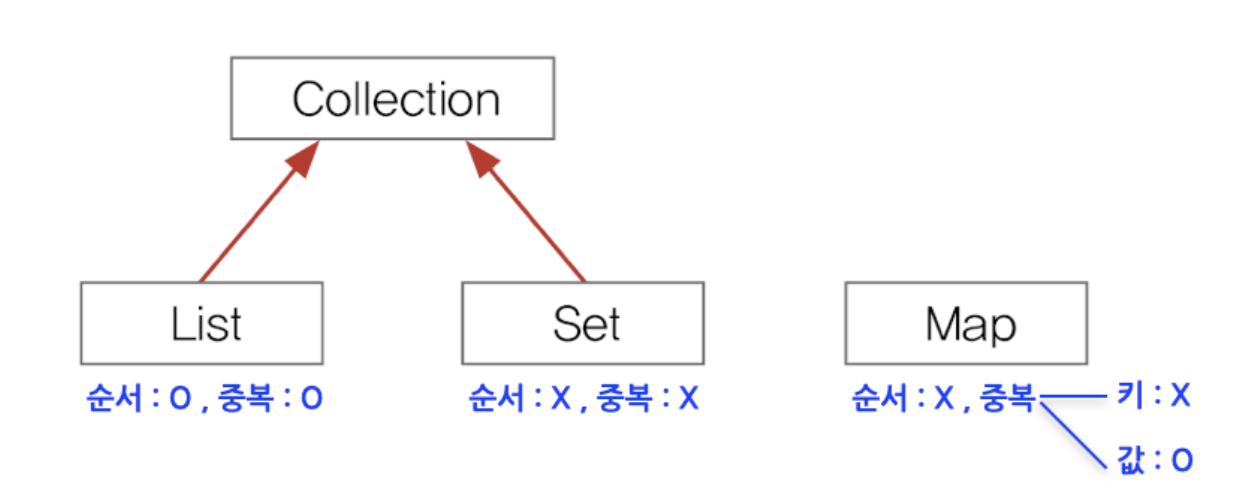 Collection
List
Set
Map
순서 : O , 중복 : O
순서 : X , 중복 : X
순서 : X , 중복
키 : X
값 : O